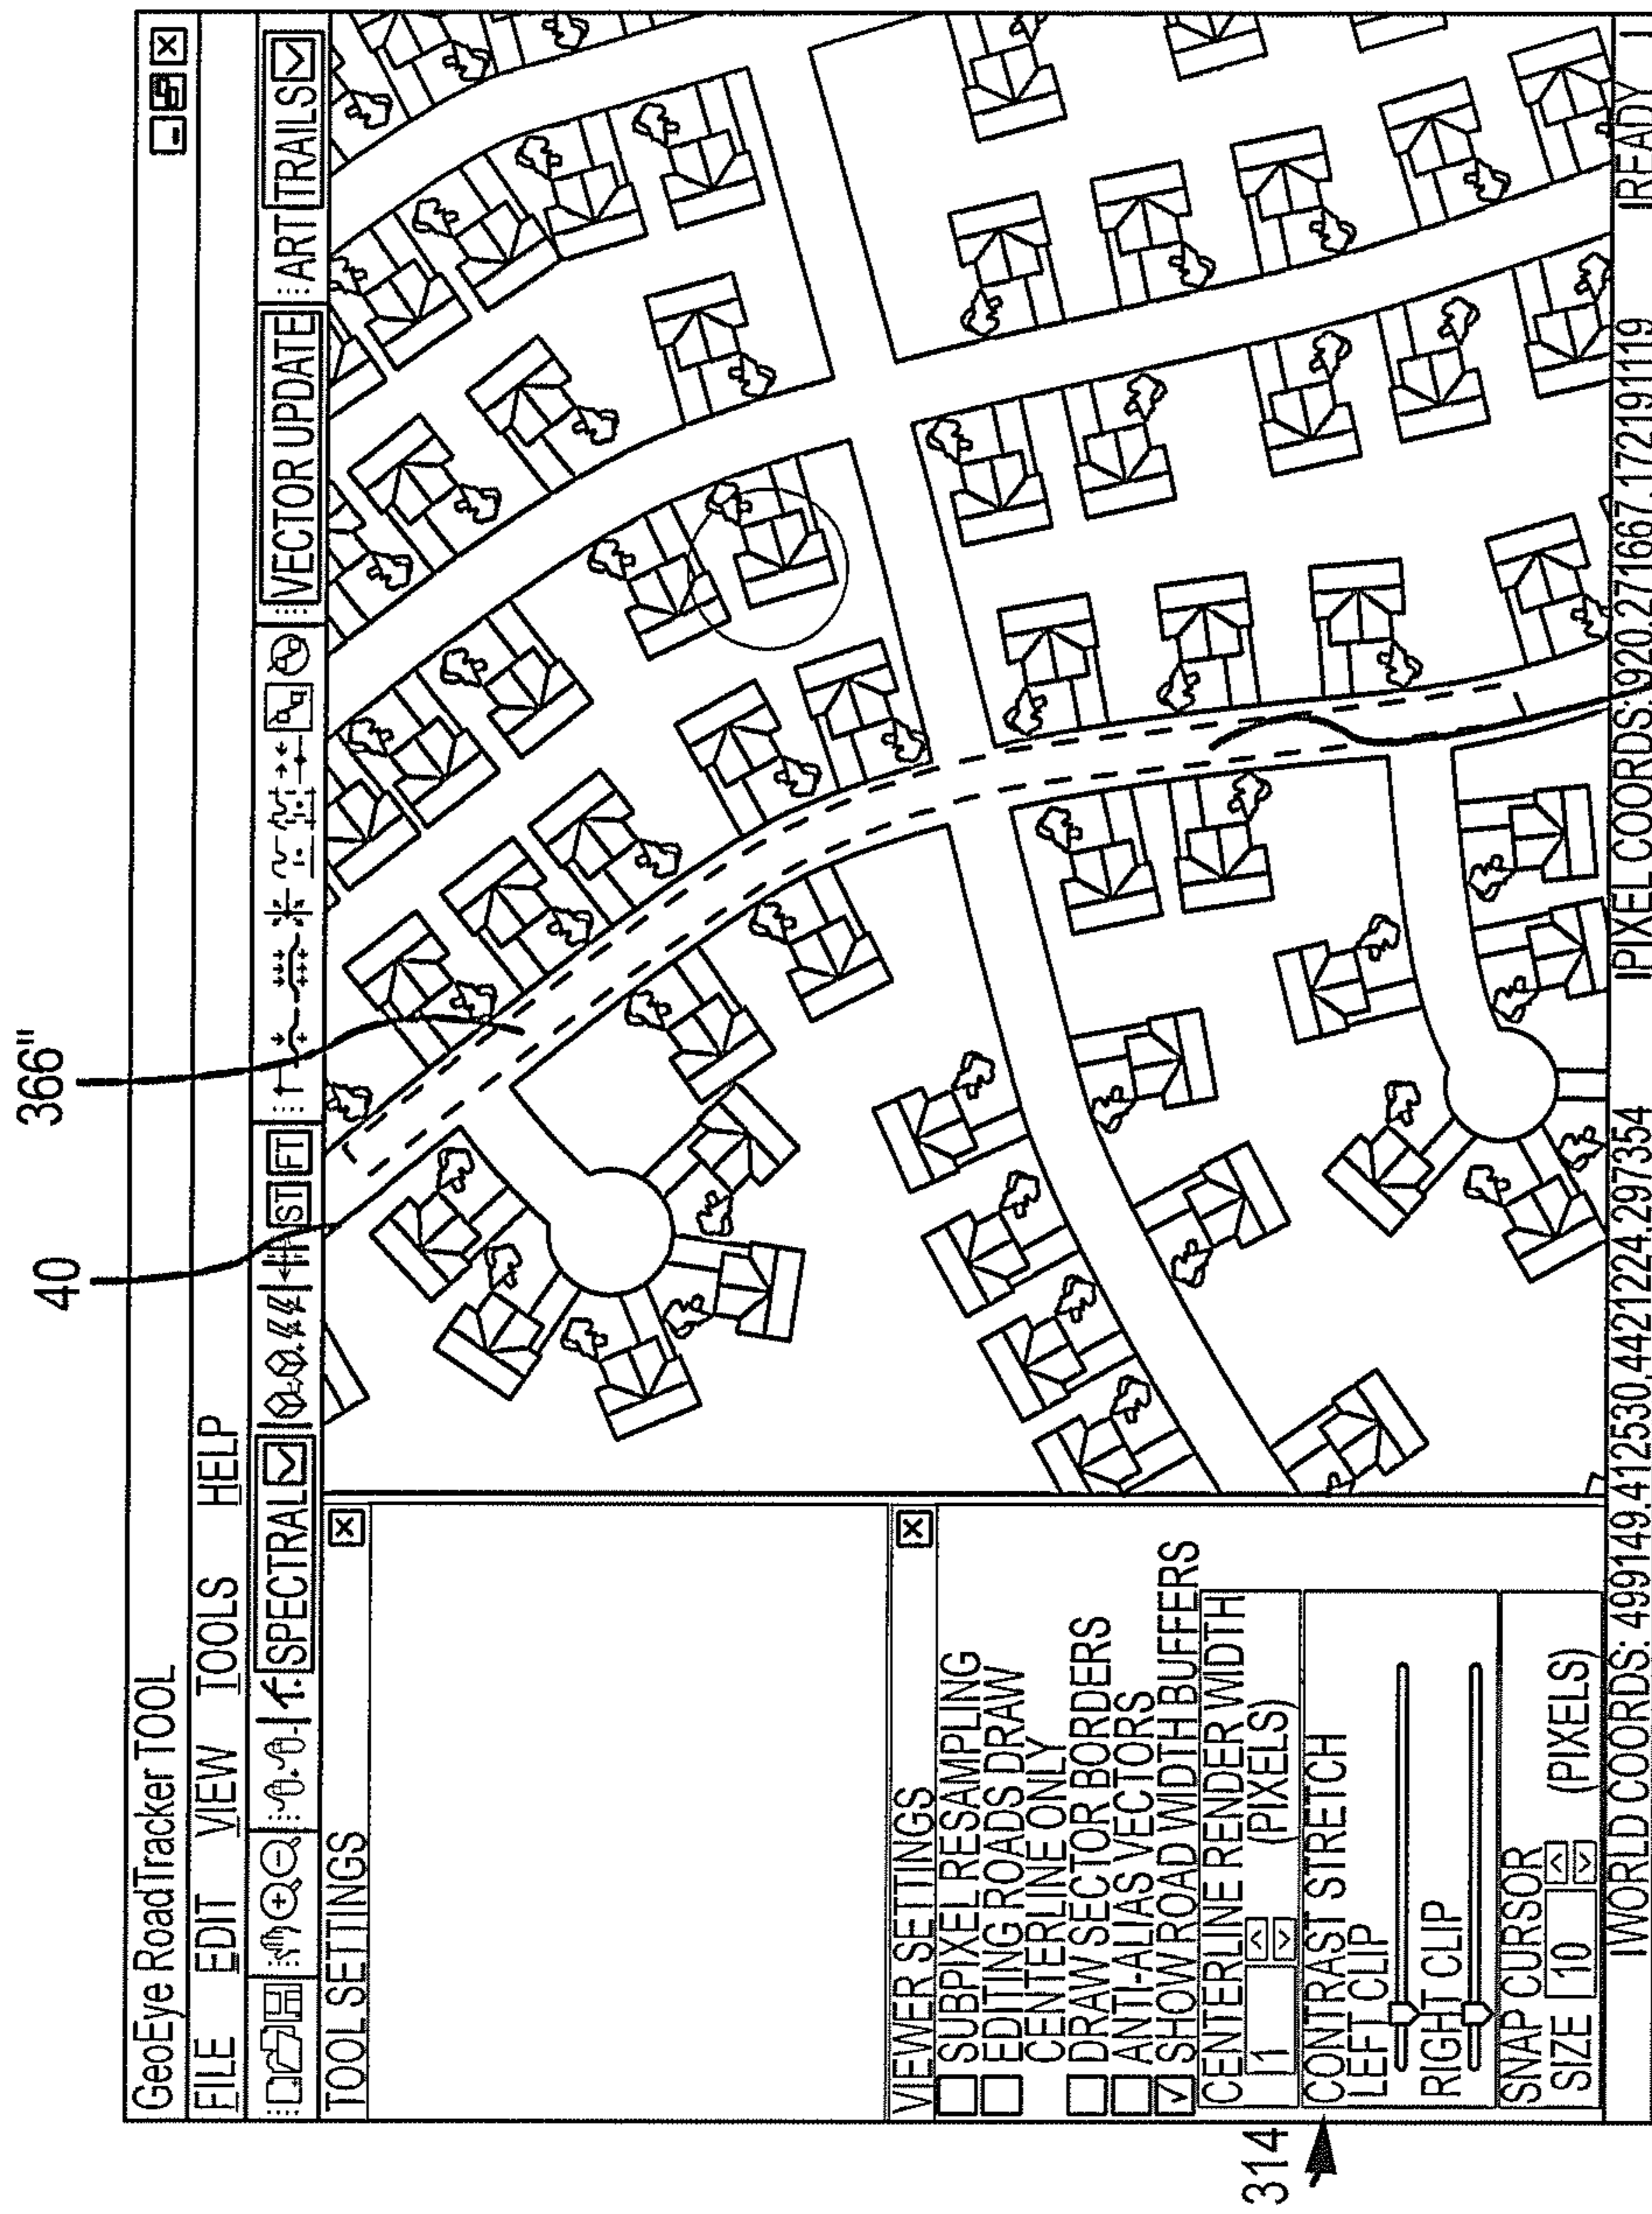 366"
40
GeoEye RoadTracker TOOL
FILE EDIT VIEW TOOLS HELP
SPECTRAL ST FT VECTOR UPDATE ART TRAILS
TOOL SETTINGS
VIEWER SETTINGS
SUBPIXEL RESAMPLING
EDITING ROADS DRAW
CENTERLINE ONLY
DRAW SECTOR BORDERS
ANTI-ALIAS VECTORS
SHOW ROAD WIDTH BUFFERS
CENTERLINE RENDER WIDTH
1 (PIXELS)
314
CONTRAST STRETCH
LEFT CLIP
RIGHT CLIP
SNAP CURSOR
SIZE 10 (PIXELS)
WORLD COORDS: 499149.412530,4421224.297354 PIXEL COORDS:920.271667,172191119 READY 1